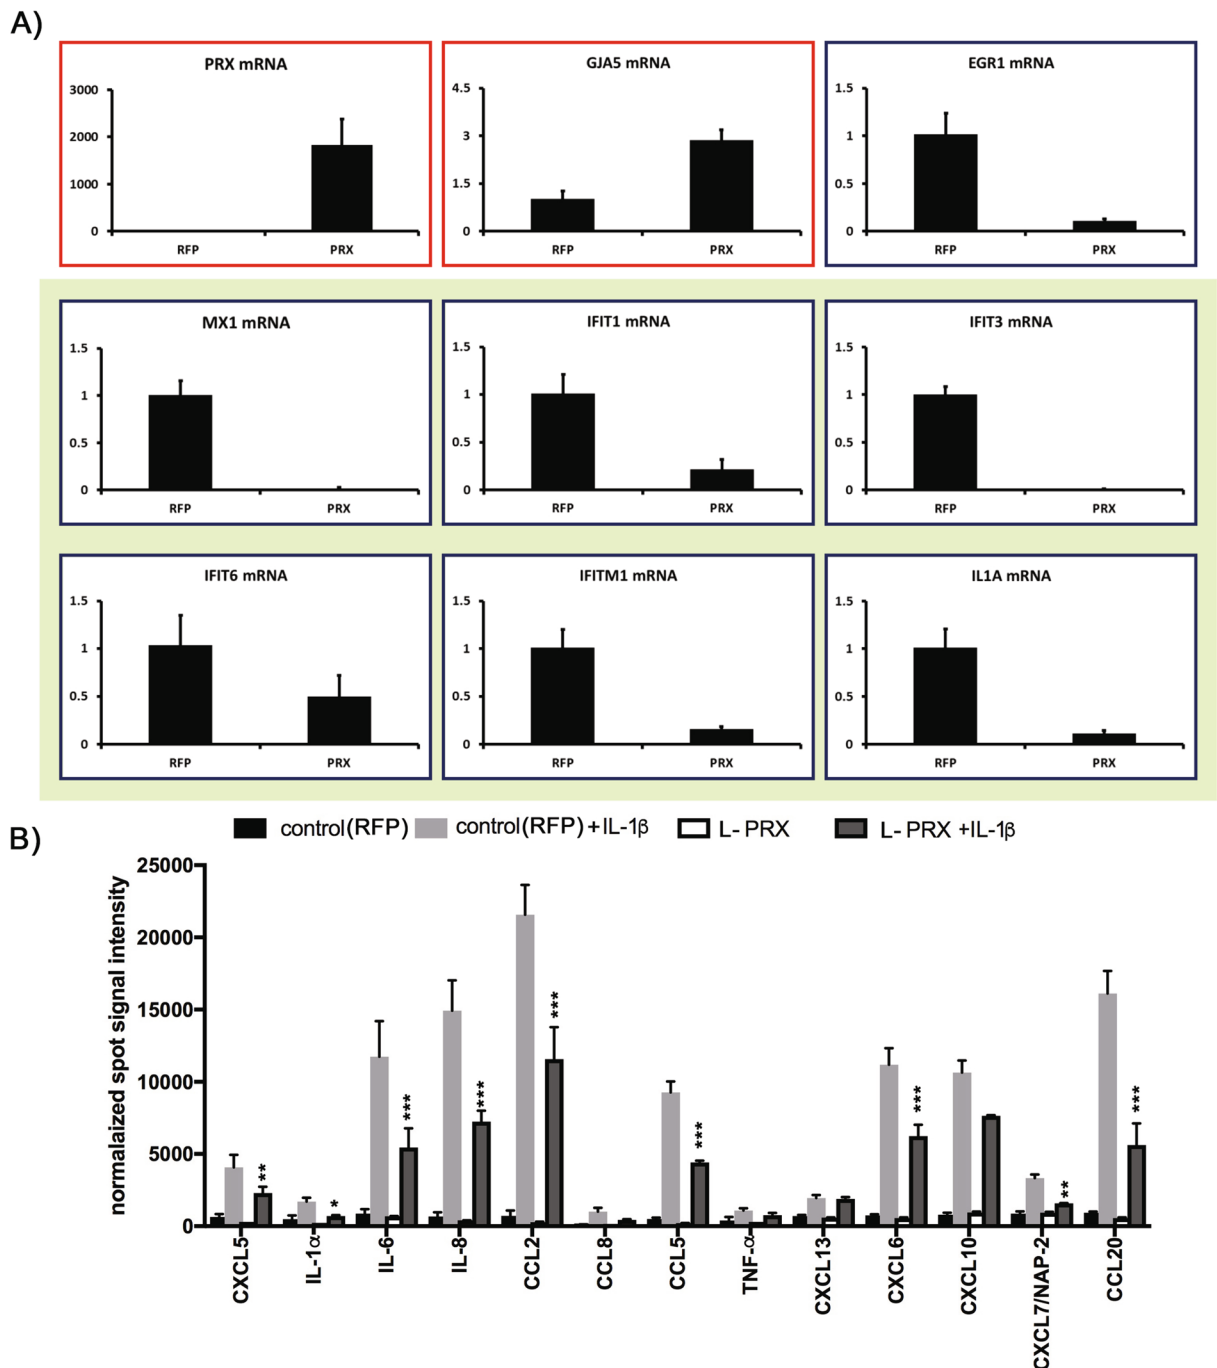 A)
PRX mRNA
3000
2000
1000
0
RFP
PRX
GJA5 mRNA
4.5
3
1.5
0
RFP
PRX
EGR1 mRNA
1.5
1
0.5
0
RFP
PRX
MX1 mRNA
1.5
1
0.5
0
RFP
PRX
IFIT1 mRNA
1.5
1
0.5
0
RFP
PRX
IFIT3 mRNA
1.5
1
0.5
0
RFP
PRX
IFIT6 mRNA
1.5
1
0.5
0
RFP
PRX
IFITM1 mRNA
1.5
1
0.5
0
RFP
PRX
IL1A mRNA
1.5
1
0.5
0
RFP
PRX
B)
control(RFP)
control(RFP)+IL-1β
L-PRX
L-PRX +IL-1β
normalaized spot signal intensity
25000
20000
15000
10000
5000
0
**
*
***
***
***
***
***
**
***
CXCL5
IL-1α
IL-6
IL-8
CCL2
CCL8
CCL5
TNF-α
CXCL13
CXCL6
CXCL10
CXCL7/NAP-2
CCL20